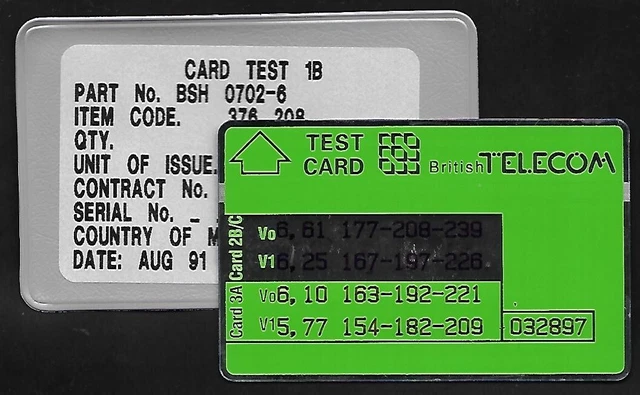 CARD TEST 1B
PART No. BSH 0702-6
ITEM CODE. 376 208
QTY.
UNIT OF ISSUE.
CONTRACT No.
SERIAL No. -
COUNTRY OF M
DATE: AUG 91
TEST
CARD
British TELECOM
Card 2B/C
Vo 6, 61 177-208-239
V1 6, 25 167-197-226
Card 3A
Vo 6, 10 163-192-221
V1 5, 77 154-182-209
032897